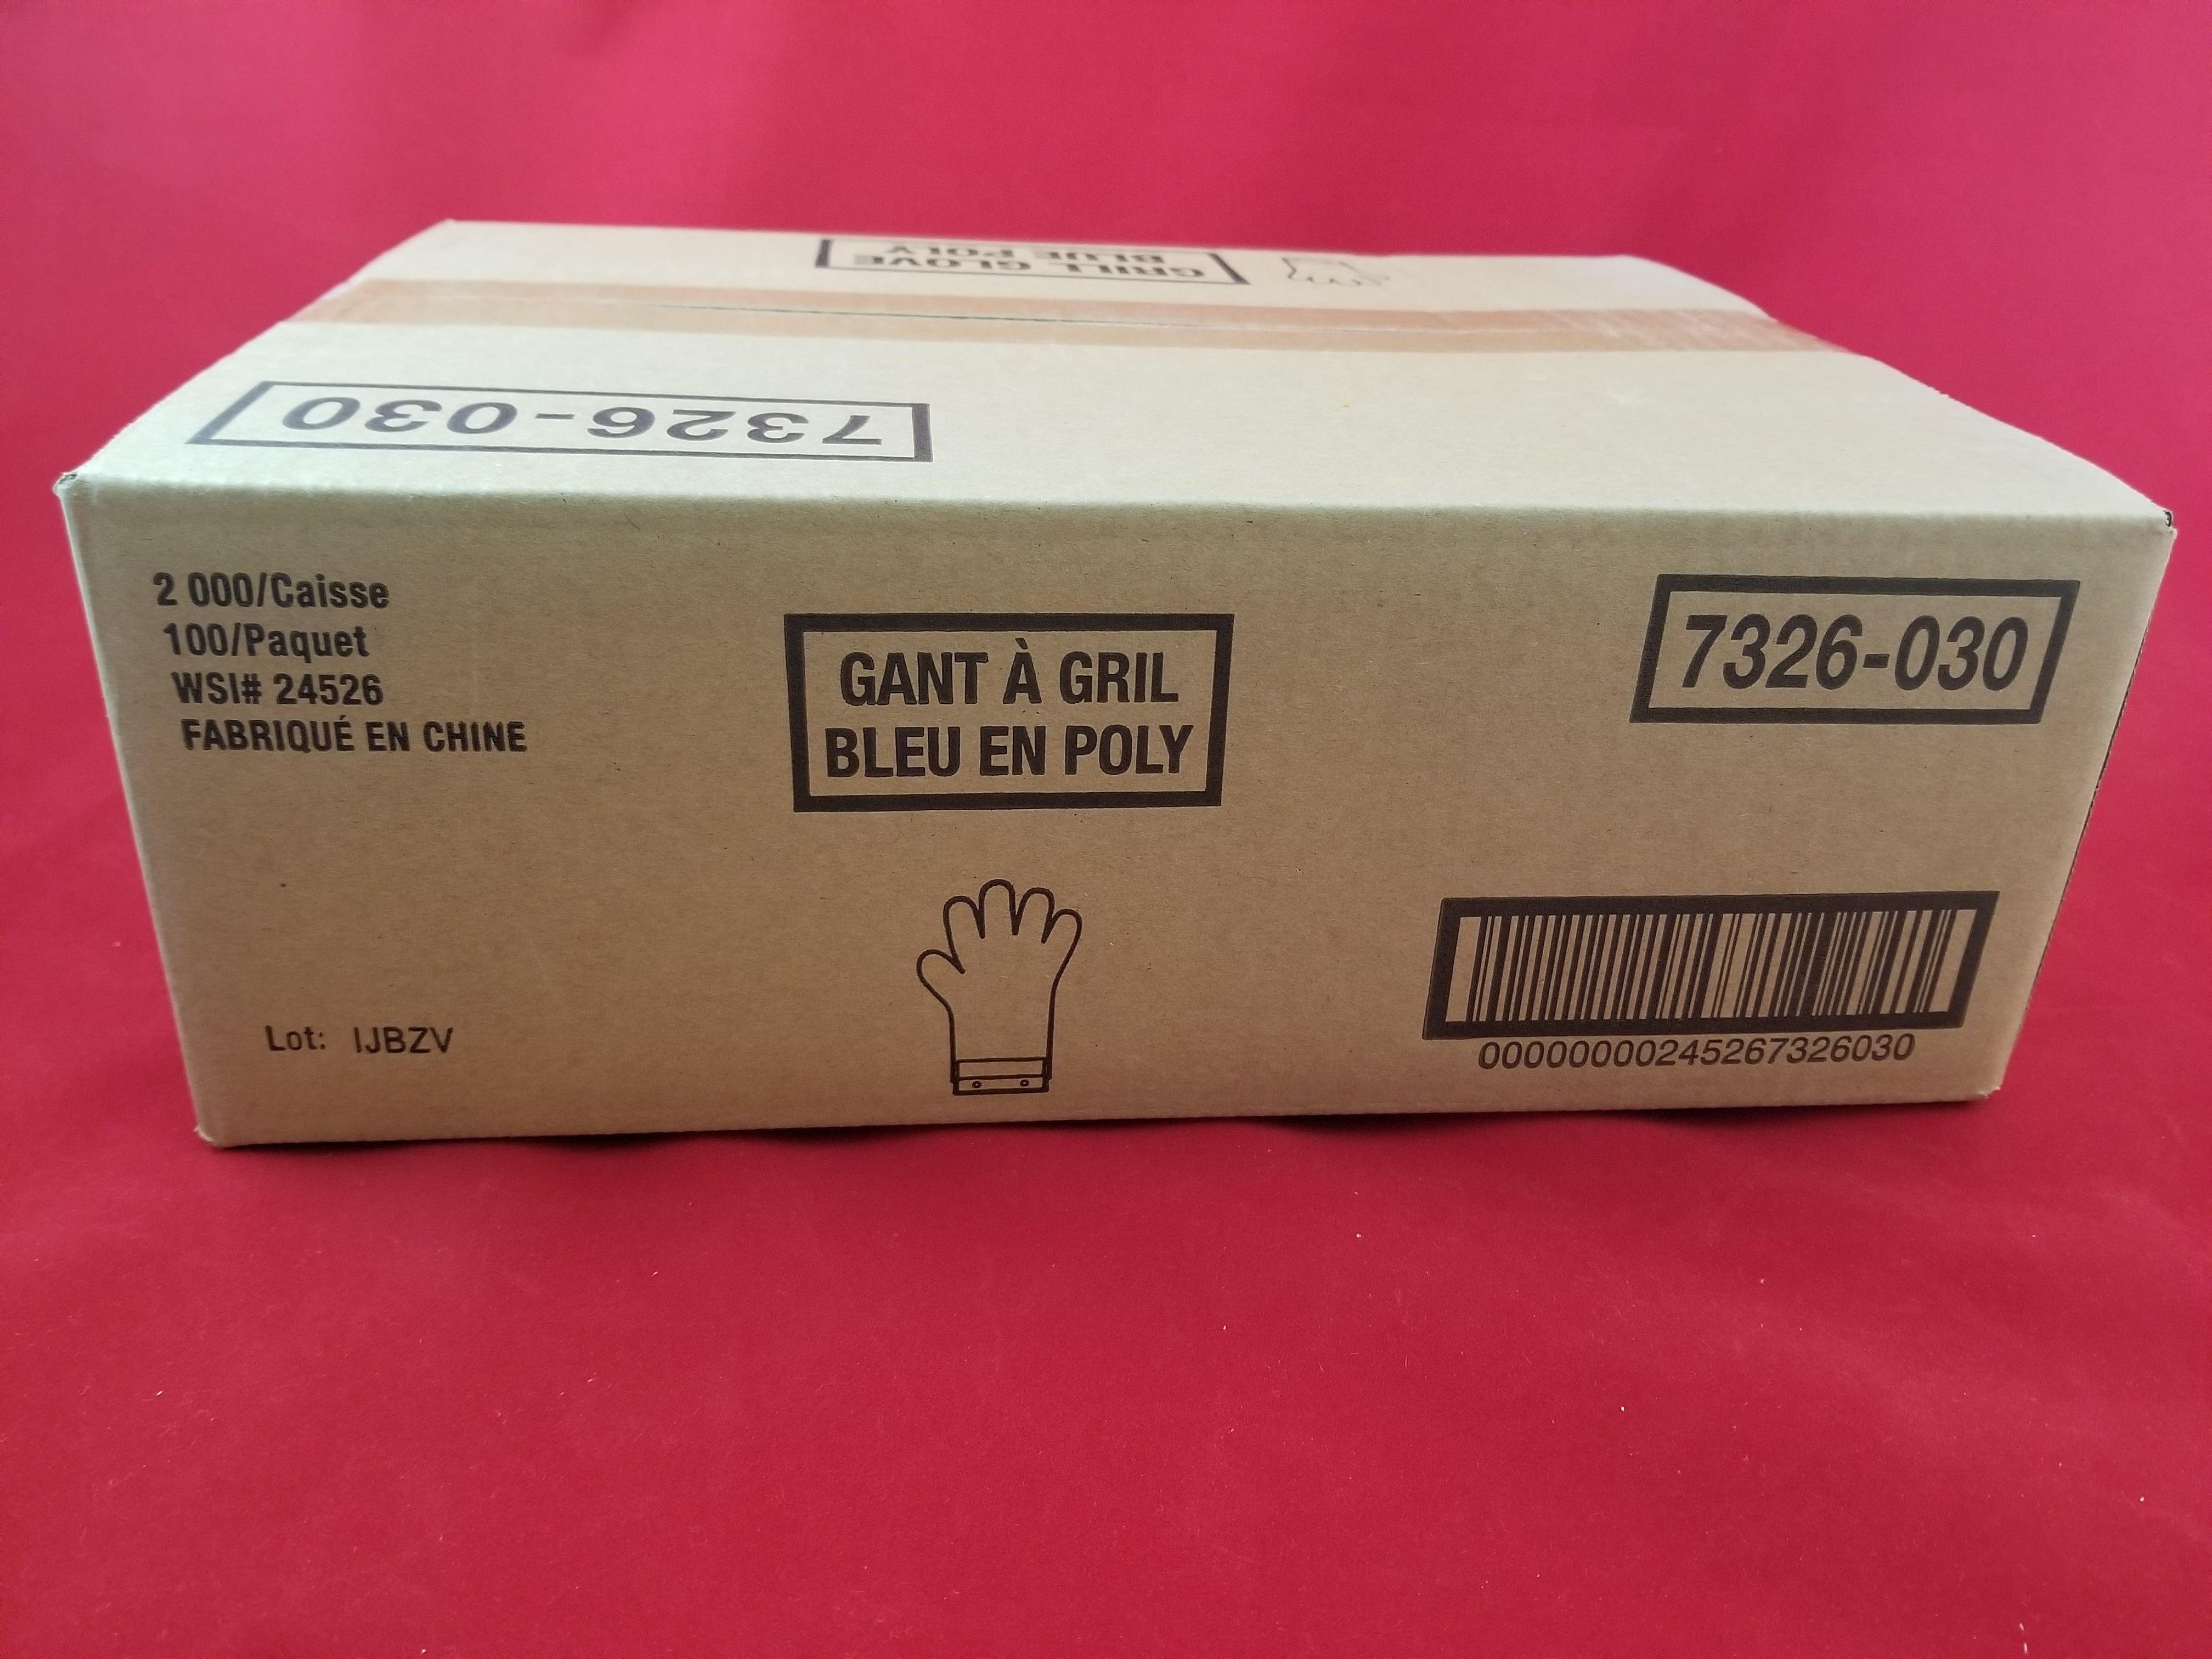 GRILL GLOVE
BLUE POLY
7326-030
2 000/Caisse
100/Paquet
WSI# 24526
FABRIQUÉ EN CHINE
GANT À GRIL
BLEU EN POLY
7326-030
Lot: IJBZV
00000000245267326030